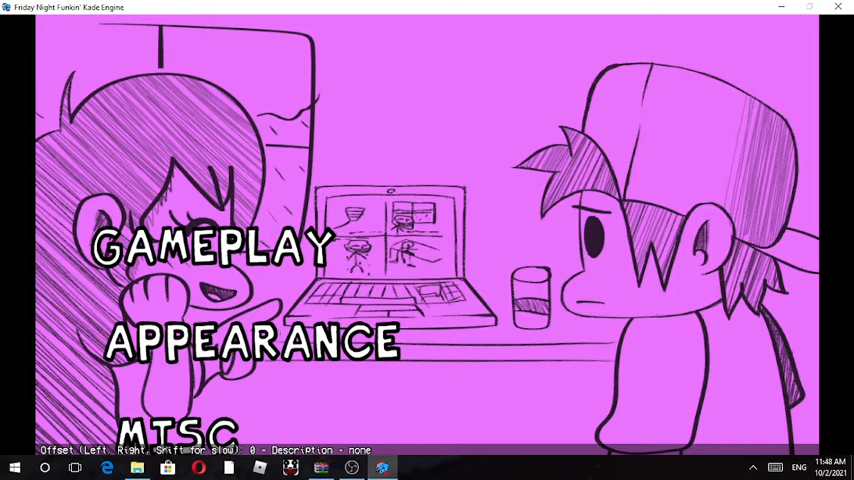 Friday Night Funkin' Kade Engine
GAMEPLAY
APPEARANCE
MISC
Offset (Left, Right, Shift for slow): 0 - Description - none
ENG
11:48 AM
10/2/2021